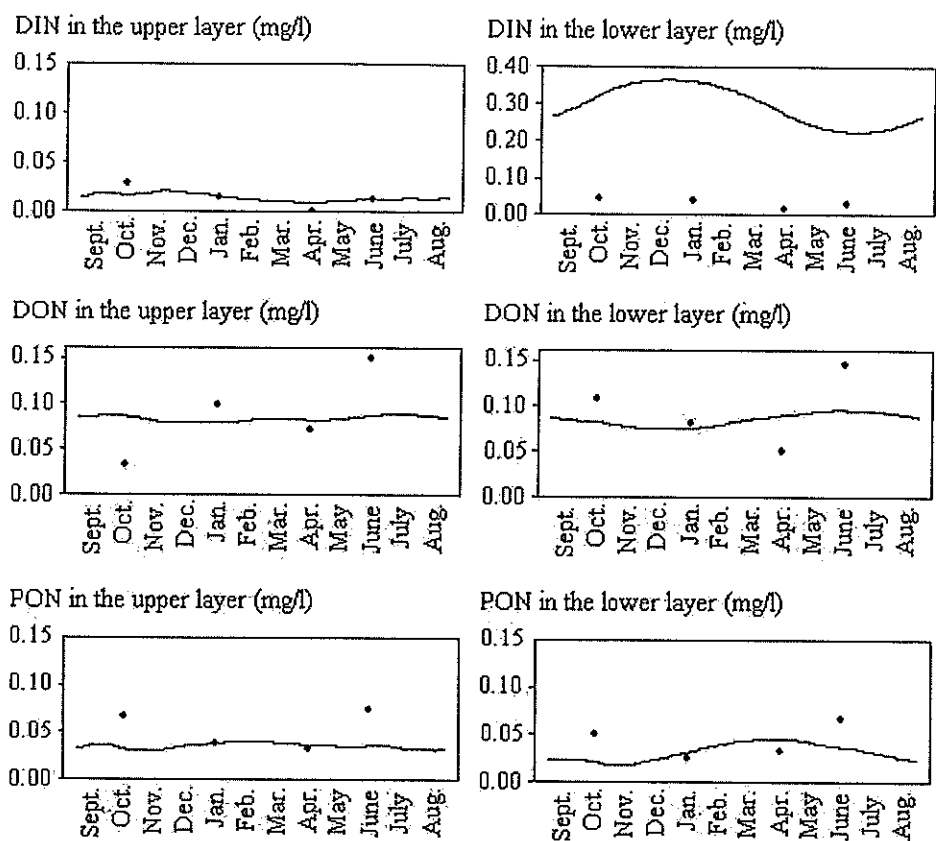 DIN in the upper layer (mg/l)
0.15
0.10
0.05
0.00
Sept.
Oct.
Nov.
Dec.
Jan.
Feb.
Mar.
Apr.
May
June
July
Aug.
DIN in the lower layer (mg/l)
0.40
0.30
0.20
0.10
0.00
Sept.
Oct.
Nov.
Dec.
Jan.
Feb.
Mar.
Apr.
May
June
July
Aug.
DON in the upper layer (mg/l)
0.15
0.10
0.05
0.00
Sept.
Oct.
Nov.
Dec.
Jan.
Feb.
Mar.
Apr.
May
June
July
Aug.
DON in the lower layer (mg/l)
0.15
0.10
0.05
0.00
Sept.
Oct.
Nov.
Dec.
Jan.
Feb.
Mar.
Apr.
May
June
July
Aug.
PON in the upper layer (mg/l)
0.15
0.10
0.05
0.00
Sept.
Oct.
Nov.
Dec.
Jan.
Feb.
Mar.
Apr.
May
June
July
Aug.
PON in the lower layer (mg/l)
0.15
0.10
0.05
0.00
Sept.
Oct.
Nov.
Dec.
Jan.
Feb.
Mar.
Apr.
May
June
July
Aug.